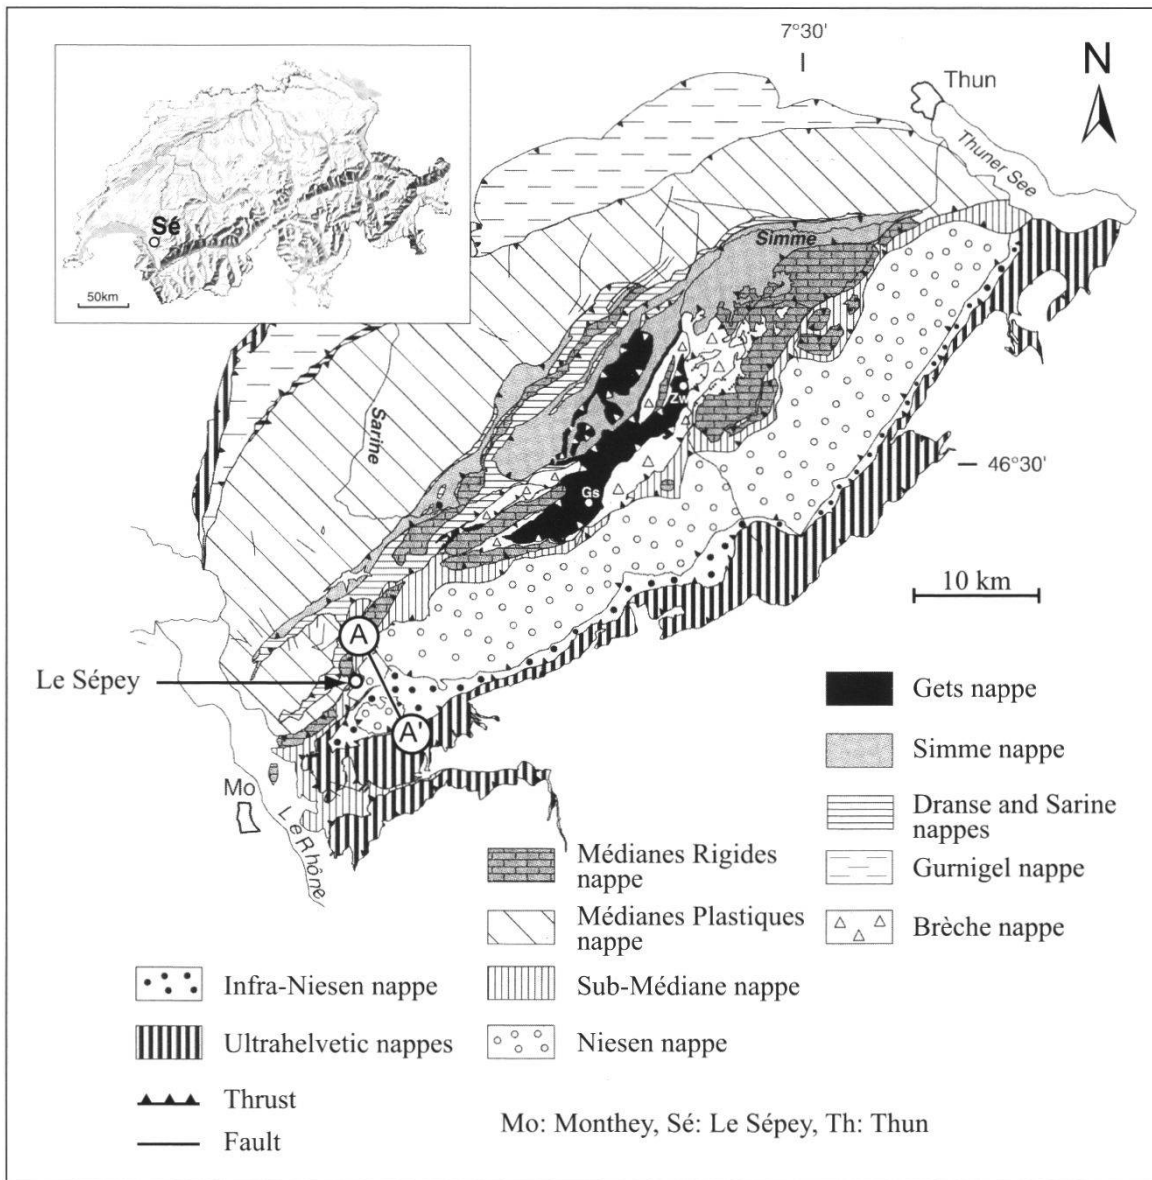 7°30'
N
Thun
Thuner See
Sé
50km
Simme
Sarine
Zw
Gs
46°30'
10 km
A
Le Sépey
A'
Mo
Le Rhône
Gets nappe
Simme nappe
Dranse and Sarine
nappes
Médianes Rigides
nappe
Gurnigel nappe
Médianes Plastiques
nappe
Brèche nappe
Infra-Niesen nappe
Sub-Médiane nappe
Ultrahelvetic nappes
Niesen nappe
Thrust
Fault
Mo: Monthey, Sé: Le Sépey, Th: Thun